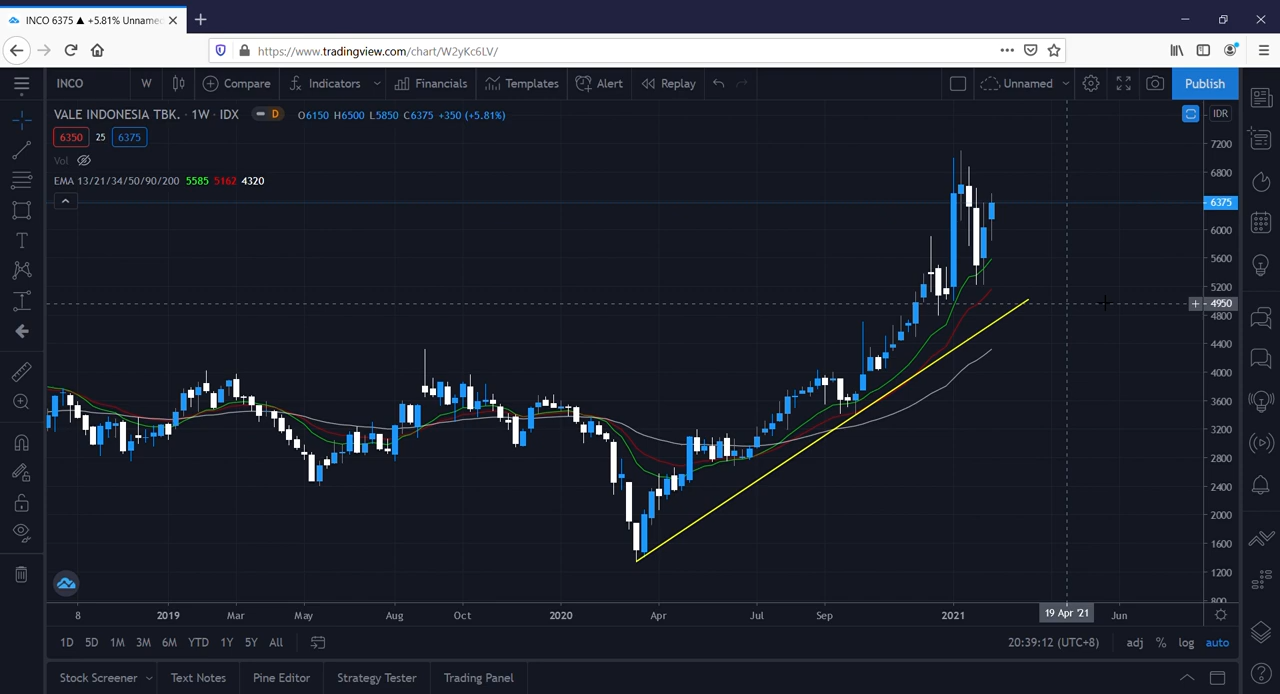 INCO 6375 ▲ +5.81% Unnamed
https://www.tradingview.com/chart/W2yKc6LV/
INCO W Compare Indicators Financials Templates Alert Replay Unnamed Publish
VALE INDONESIA TBK. · 1W · IDX D O6150 H6500 L5850 C6375 +350 (+5.81%)
IDR
6350 25 6375
Vol
EMA 13/21/34/50/90/200 5585 5162 4320
7200
6800
6375
6000
5600
5200
4950
4800
4400
4000
3600
3200
2800
2400
2000
1600
1200
800
8 2019 Mar May Aug Oct 2020 Apr Jul Sep 2021 19 Apr '21 Jun
1D 5D 1M 3M 6M YTD 1Y 5Y All 20:39:12 (UTC+8) adj % log auto
Stock Screener Text Notes Pine Editor Strategy Tester Trading Panel